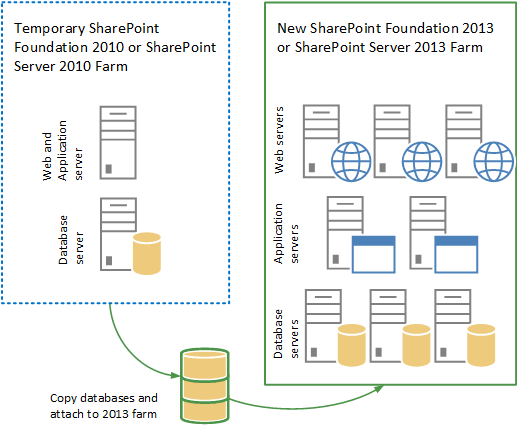 Temporary SharePoint
Foundation 2010 or SharePoint
Server 2010 Farm
Web and
Application
server
Database
server
New SharePoint Foundation 2013
or SharePoint Server 2013 Farm
Web servers
Application
servers
Database
servers
Copy databases and
attach to 2013 farm